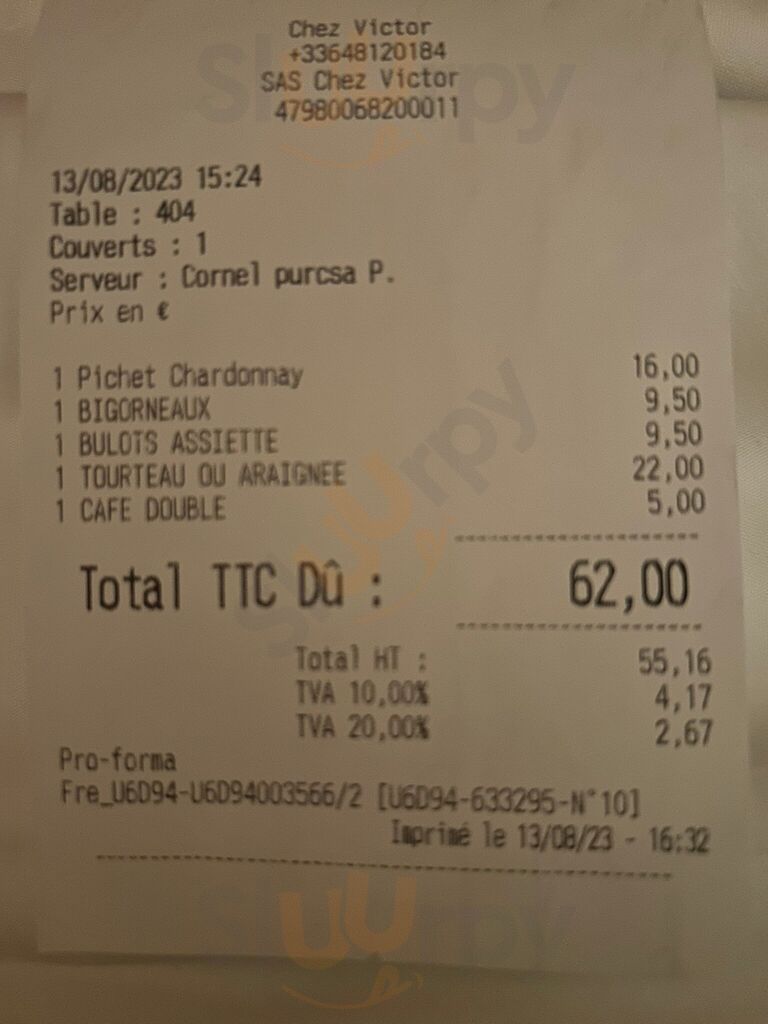 Chez Victor
+33648120184
SAS Chez Victor
47980068200011
13/08/2023 15:24
Table : 404
Couverts : 1
Serveur : Cornel purcsa P.
Prix en €
1 Pichet Chardonnay 16,00
1 BIGORNEAUX 9,50
1 BULOTS ASSIETTE 9,50
1 TOURTEAU OU ARAIGNEE 22,00
1 CAFE DOUBLE 5,00
Total TTC Dû : 62,00
Total HT : 55,16
TVA 10,00% 4,17
TVA 20,00% 2,67
Pro-forma
Fre_U6D94-U6D94003566/2 [U6D94-633295-N°10]
Imprimé le 13/08/23 - 16:32
Sluurpy
Sluurpy
Sluurpy